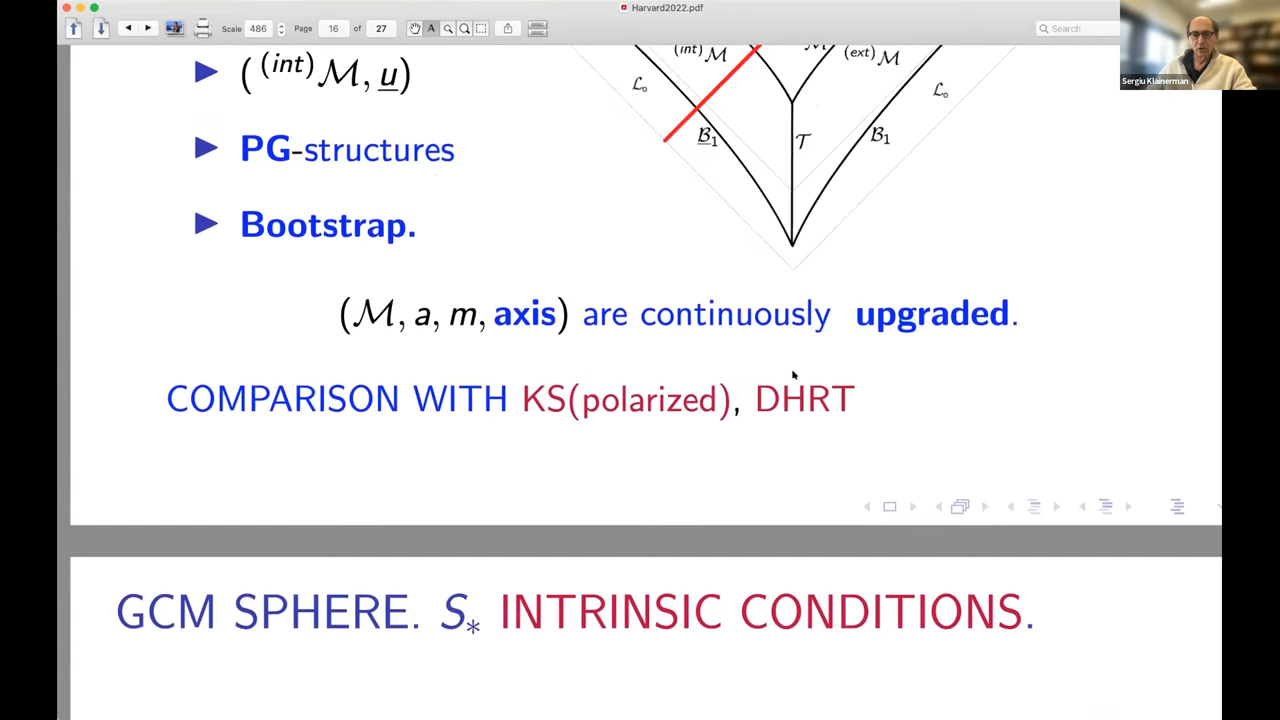 Harvard2022.pdf
Scale 486 Page 16 of 27 Search
Sergiu Klainerman
(int)M M (ext)M
( (int)M, u)
L₀ L₀
PG-structures
B1 T B1
Bootstrap.
(M, a, m, axis) are continuously upgraded.
COMPARISON WITH KS(polarized), DHRT
GCM SPHERE. S* INTRINSIC CONDITIONS.